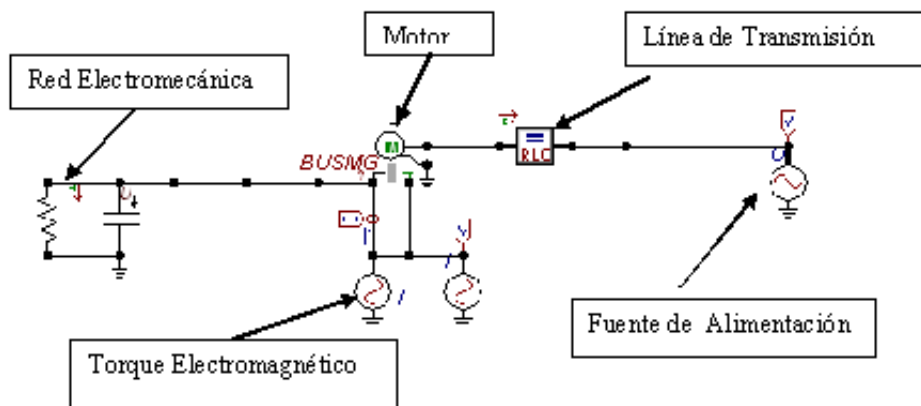 Motor
Línea de Transmisión
Red Electromecánica
BUSMG
M
RLC
V
U
T
V
I
I
Fuente de Alimentación
Torque Electromagnético